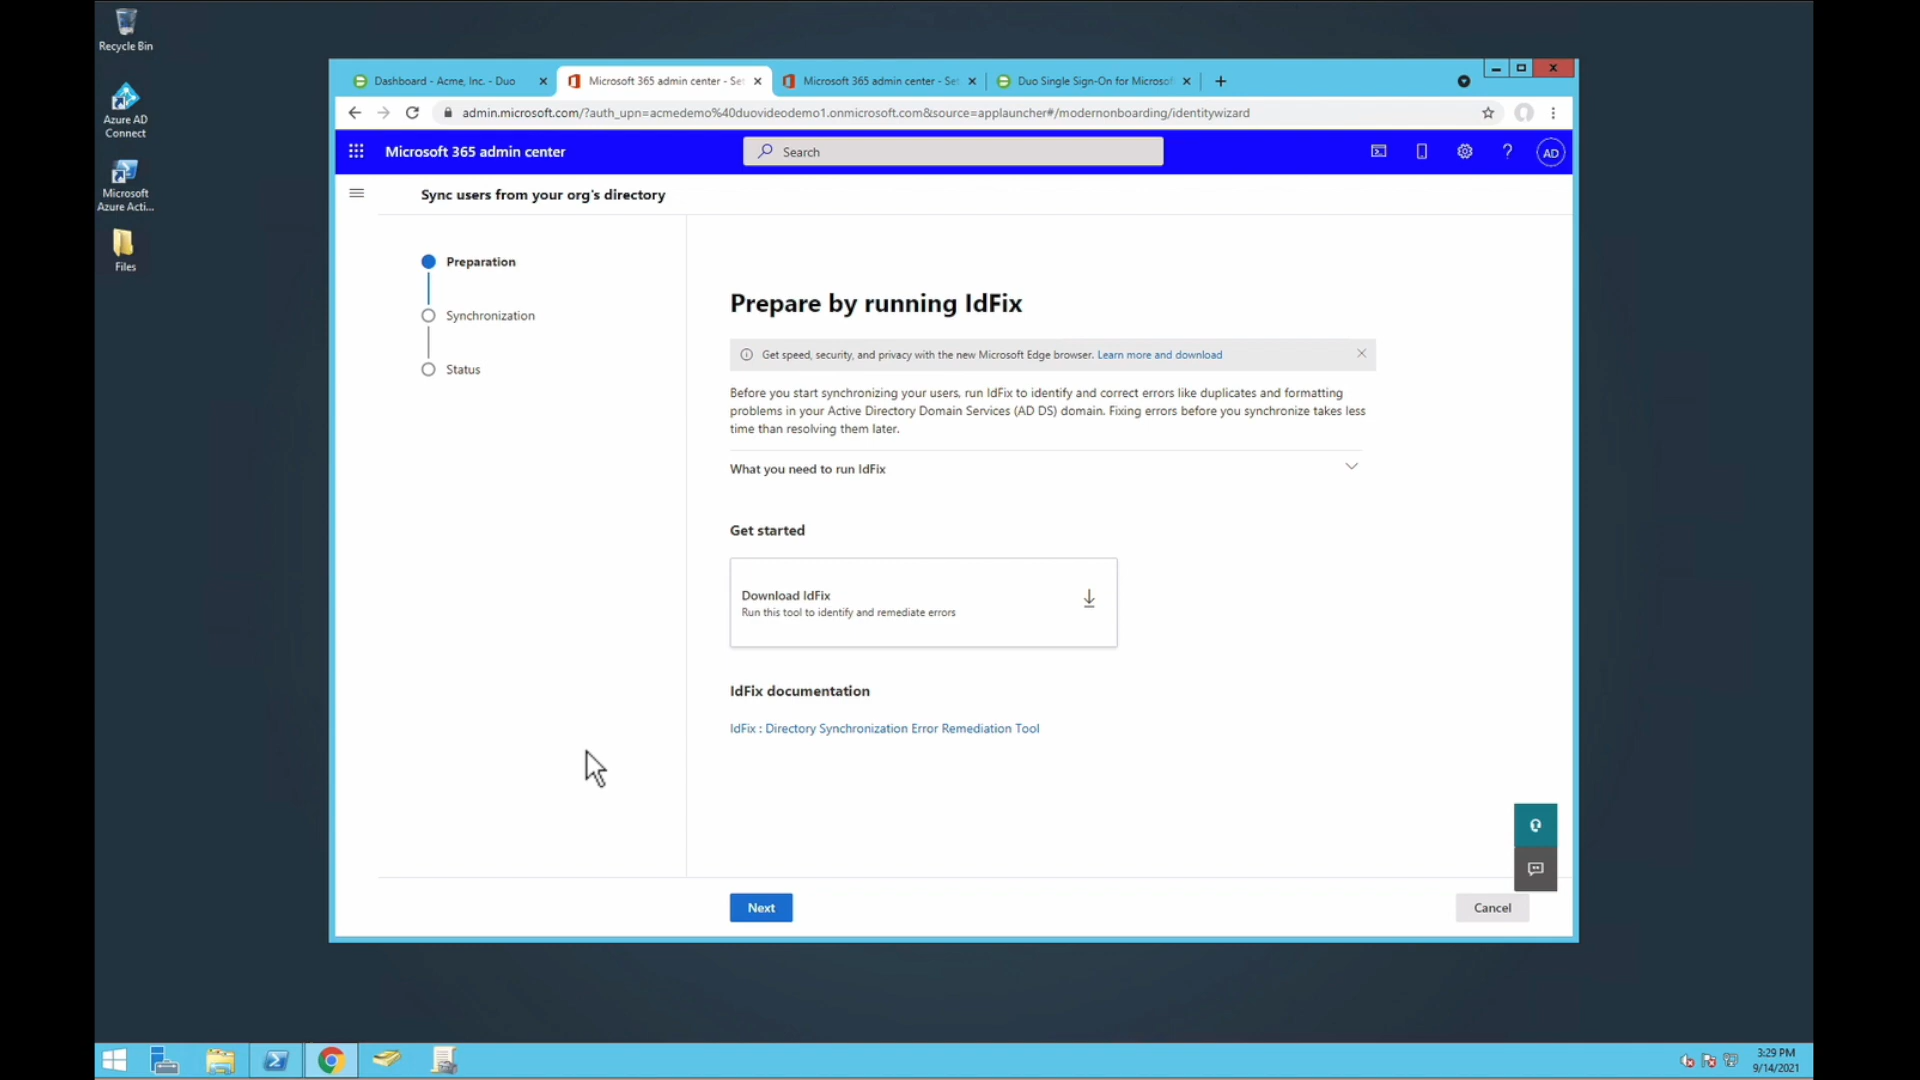 Recycle Bin
Azure AD
Connect
Microsoft
Azure Acti...
Files
Dashboard - Acme, Inc. - Duo
Microsoft 365 admin center - Set
Microsoft 365 admin center - Set
Duo Single Sign-On for Microsof
admin.microsoft.com/?auth_upn=acmedemo%40duovideodemo1.onmicrosoft.com&source=applauncher#/modernonboarding/identitywizard
Microsoft 365 admin center
Search
AD
Sync users from your org's directory
Preparation
Synchronization
Status
Prepare by running IdFix
Get speed, security, and privacy with the new Microsoft Edge browser. Learn more and download
Before you start synchronizing your users, run IdFix to identify and correct errors like duplicates and formatting
problems in your Active Directory Domain Services (AD DS) domain. Fixing errors before you synchronize takes less
time than resolving them later.
What you need to run IdFix
Get started
Download IdFix
Run this tool to identify and remediate errors
IdFix documentation
IdFix : Directory Synchronization Error Remediation Tool
Next
Cancel
3:29 PM
9/14/2021